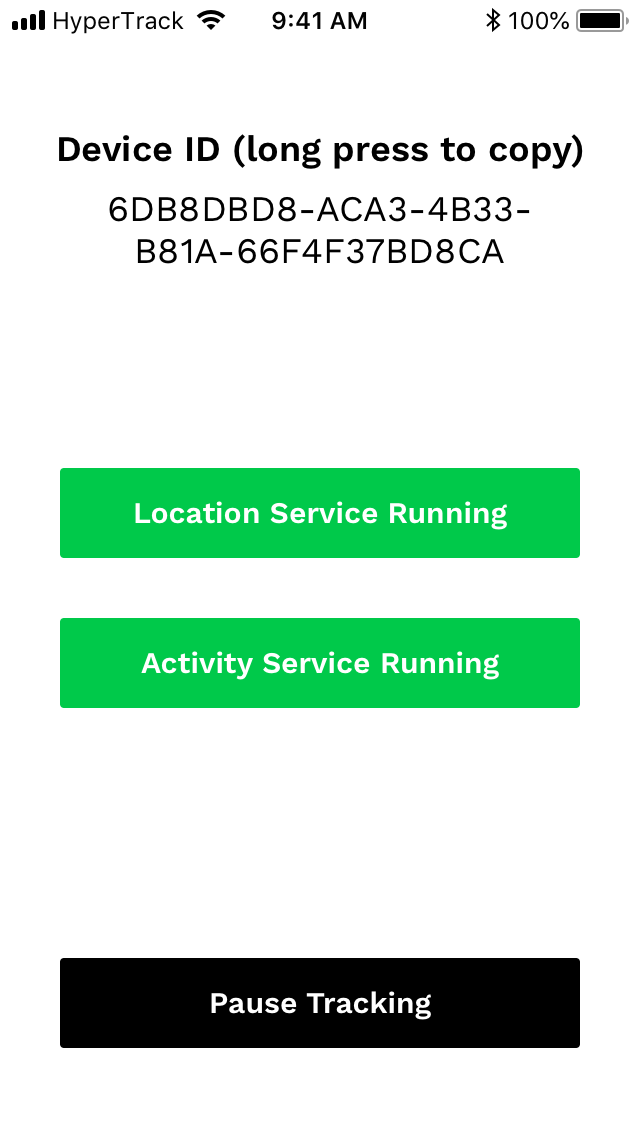 HyperTrack 9:41 AM 100%
Device ID (long press to copy)
6DB8DBD8-ACA3-4B33-
B81A-66F4F37BD8CA
Location Service Running
Activity Service Running
Pause Tracking